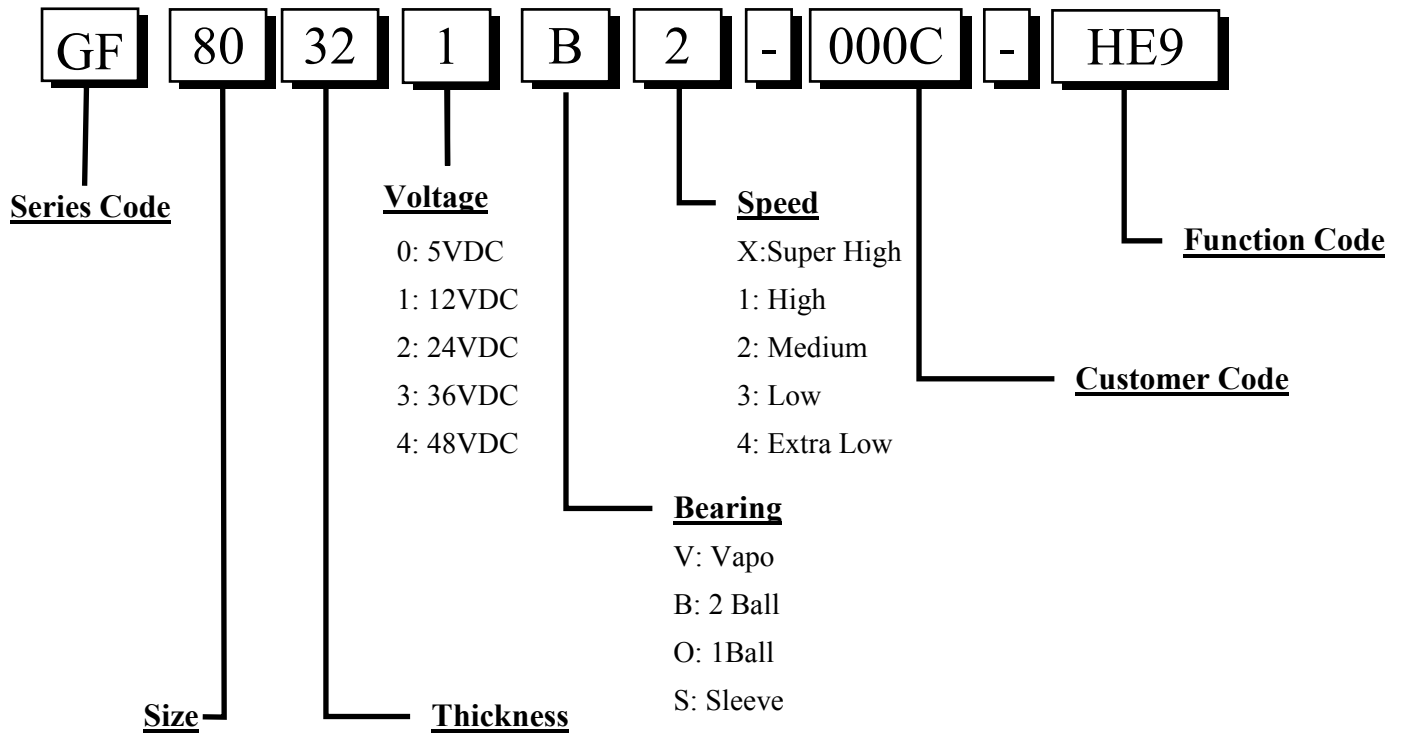 GF 80 32 1 B 2 - 000C - HE9
Series Code
Voltage
0: 5VDC
1: 12VDC
2: 24VDC
3: 36VDC
4: 48VDC
Speed
X:Super High
1: High
2: Medium
3: Low
4: Extra Low
Function Code
Customer Code
Bearing
V: Vapo
B: 2 Ball
O: 1Ball
S: Sleeve
Size
Thickness